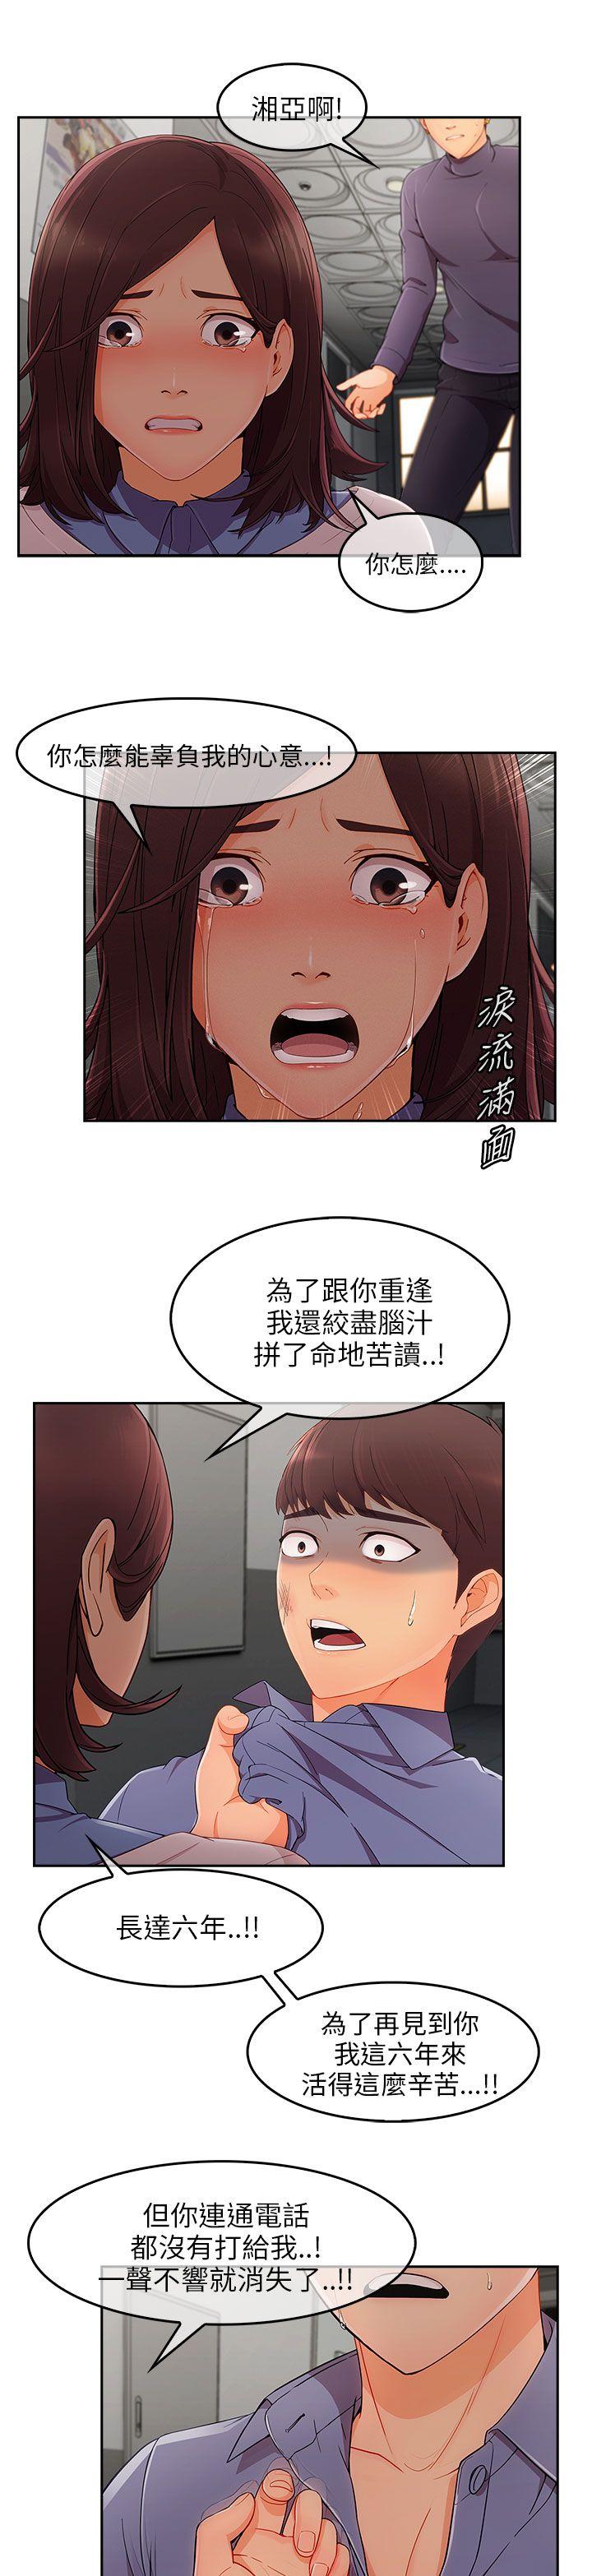 湘亞啊!
你怎麼....
你怎麼能辜負我的心意...!
淚流滿面
為了跟你重逢
我還絞盡腦汁
拼了命地苦讀..!
長達六年..!!
為了再見到你
我這六年來
活得這麼辛苦...!!
但你連通電話
都沒有打給我..!
一聲不響就消失了..!!